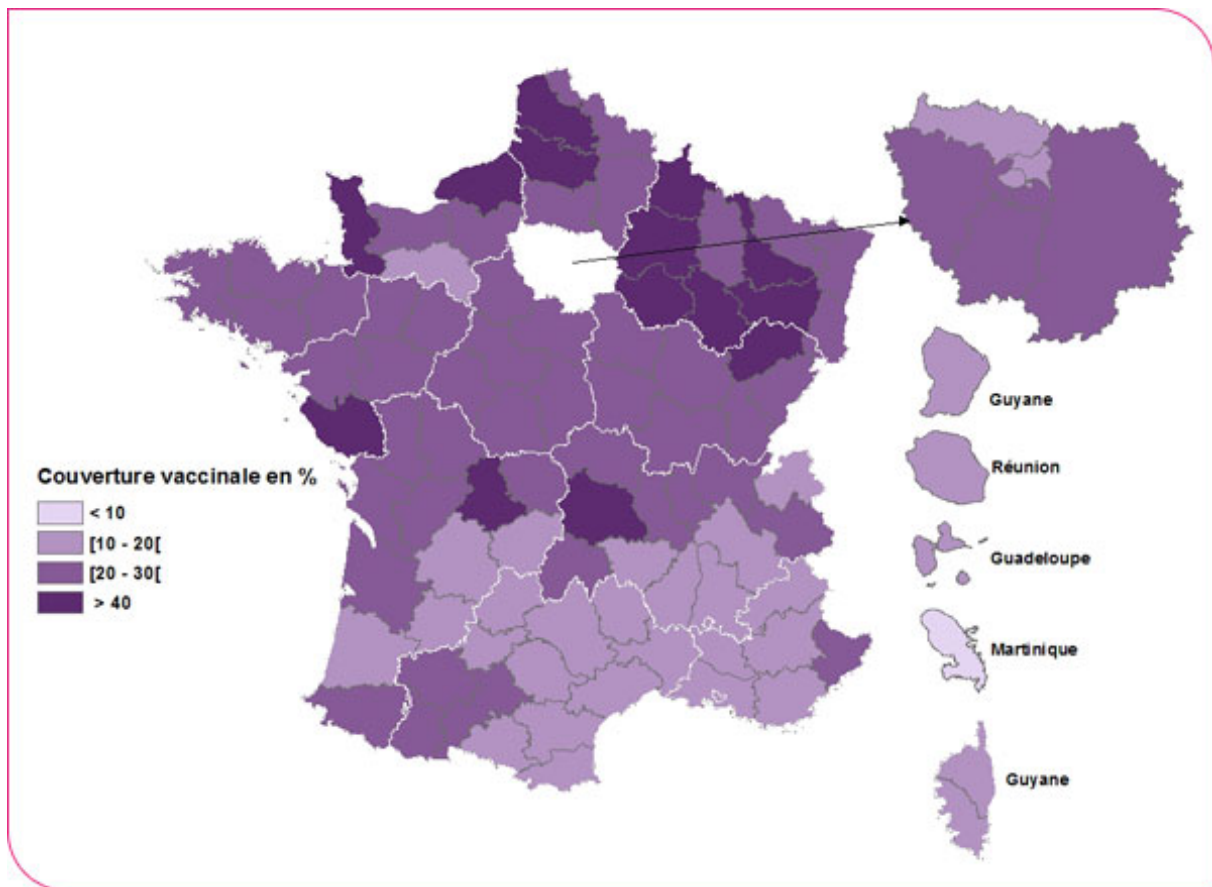 Couverture vaccinale en %
< 10
[10 - 20[
[20 - 30[
> 40
Guyane
Réunion
Guadeloupe
Martinique
Guyane